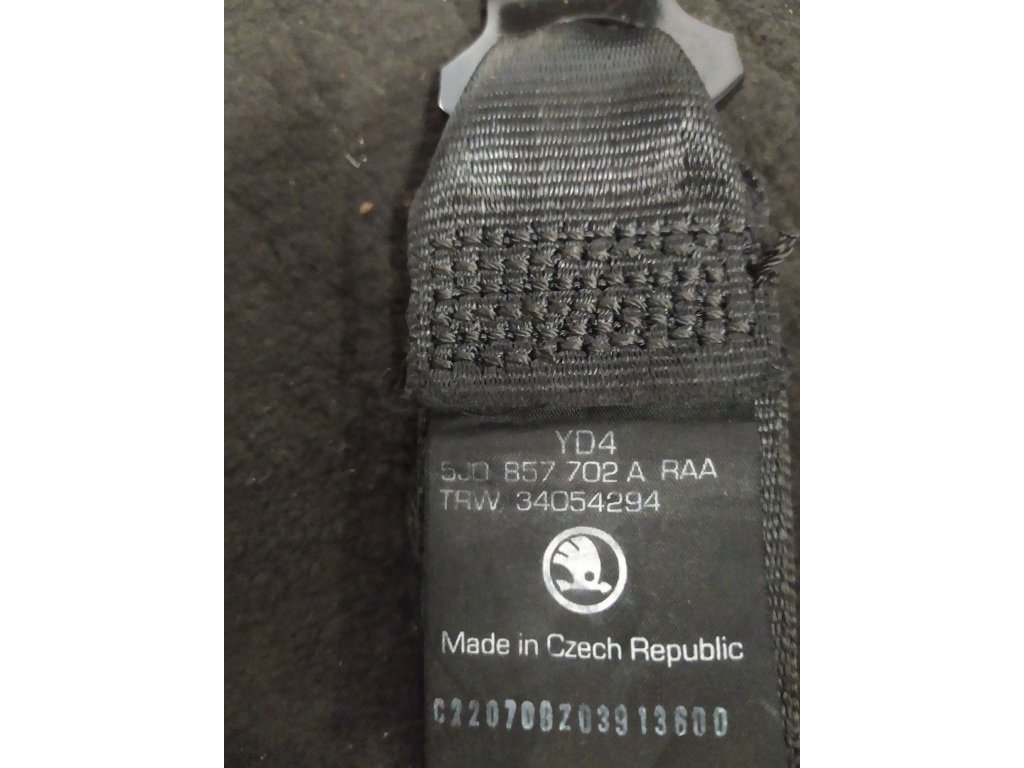 YD4
5J0 857 702 A RAA
TRW 34054294
Made in Czech Republic
C220708Z03913600